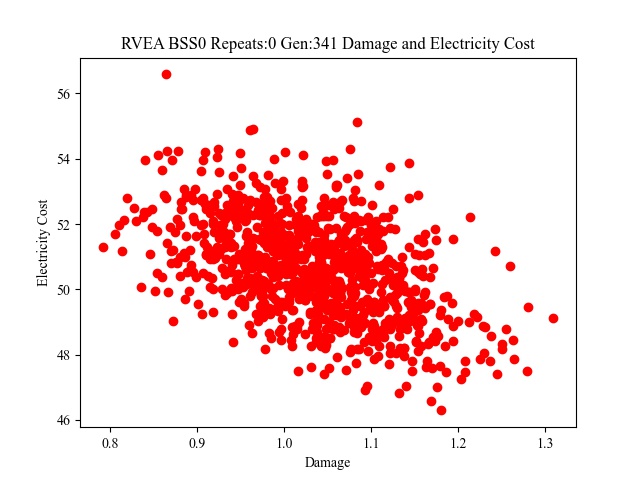 RVEA BSS0 Repeats:0 Gen:341 Damage and Electricity Cost
56
54
52
50
48
46
Electricity Cost
0.8 0.9 1.0 1.1 1.2 1.3
Damage